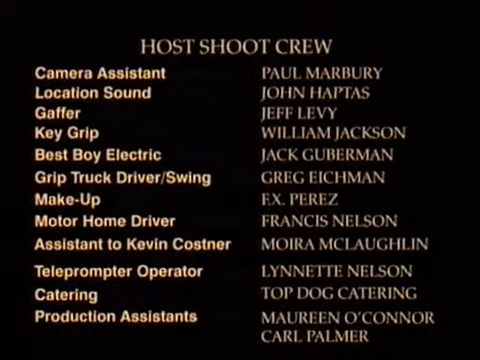 HOST SHOOT CREW
Camera Assistant PAUL MARBURY
Location Sound JOHN HAPTAS
Gaffer JEFF LEVY
Key Grip WILLIAM JACKSON
Best Boy Electric JACK GUBERMAN
Grip Truck Driver/Swing GREG EICHMAN
Make-Up F.X. PEREZ
Motor Home Driver FRANCIS NELSON
Assistant to Kevin Costner MOIRA MCLAUGHLIN
Teleprompter Operator LYNNETTE NELSON
Catering TOP DOG CATERING
Production Assistants MAUREEN O'CONNOR
CARL PALMER